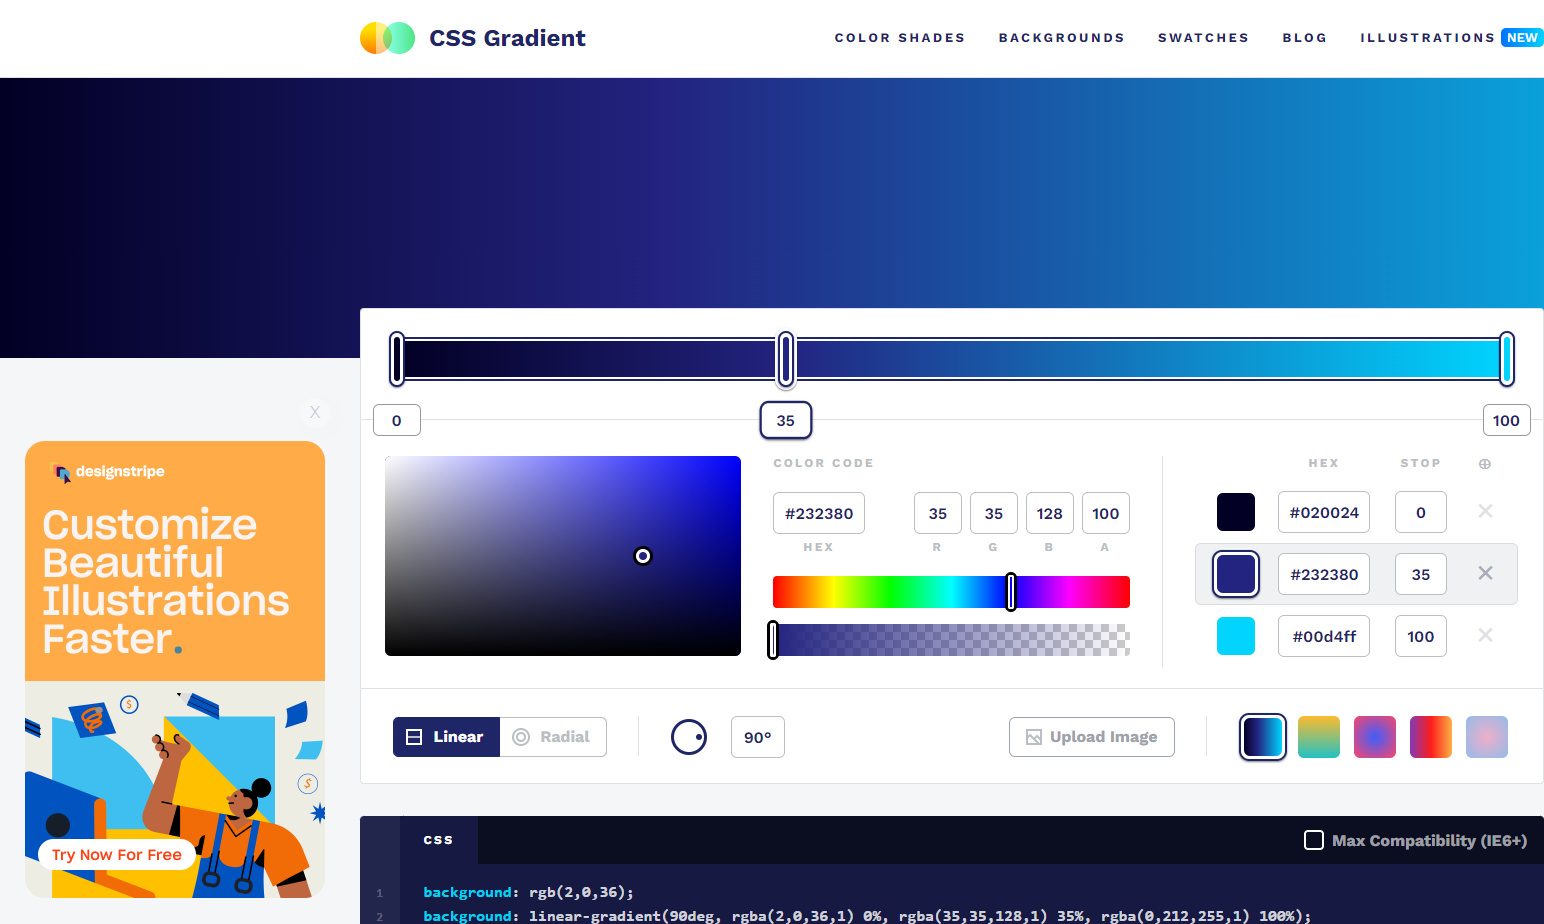 CSS Gradient
COLOR SHADES BACKGROUNDS SWATCHES BLOG ILLUSTRATIONS NEW
0 35 100
X
designstripe
Customize
Beautiful
Illustrations
Faster.
Try Now For Free
COLOR CODE
#232380 35 35 128 100
HEX R G B A
HEX STOP
#020024 0
#232380 35
#00d4ff 100
Linear Radial 90° Upload Image
CSS Max Compatibility (IE6+)
1 background: rgb(2,0,36);
2 background: linear-gradient(90deg, rgba(2,0,36,1) 0%, rgba(35,35,128,1) 35%, rgba(0,212,255,1) 100%);